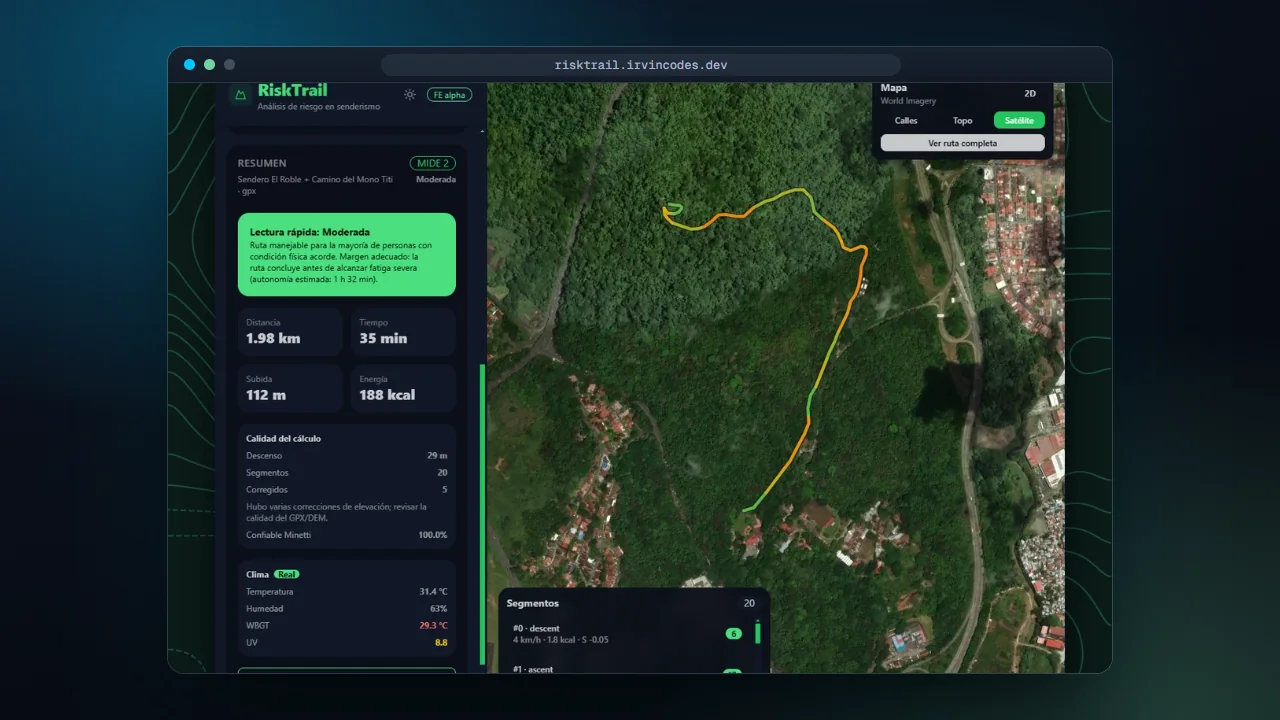 risktrail.irvincodes.dev
RiskTrail
Análisis de riesgo en senderismo
FE alpha
RESUMEN
MIDE 2
Sendero El Roble + Camino del Mono Tití
· gpx
Moderada
Lectura rápida: Moderada
Ruta manejable para la mayoría de personas con
condición física acorde. Margen adecuado: la
ruta concluye antes de alcanzar fatiga severa
(autonomía estimada: 1 h 32 min).
Distancia
1.98 km
Tiempo
35 min
Subida
112 m
Energía
188 kcal
Calidad del cálculo
Descenso 29 m
Segmentos 20
Corregidos 5
Hubo varias correcciones de elevación; revisar la
calidad del GPX/DEM.
Confiable Minetti 100.0%
Clima Real
Temperatura 31.4 °C
Humedad 63%
WBGT 29.3 °C
UV 8.8
Mapa
World Imagery
2D
Calles Topo Satélite
Ver ruta completa
Segmentos 20
#0 · descent
4 km/h · 1.8 kcal · S -0.05
6
#1 · ascent